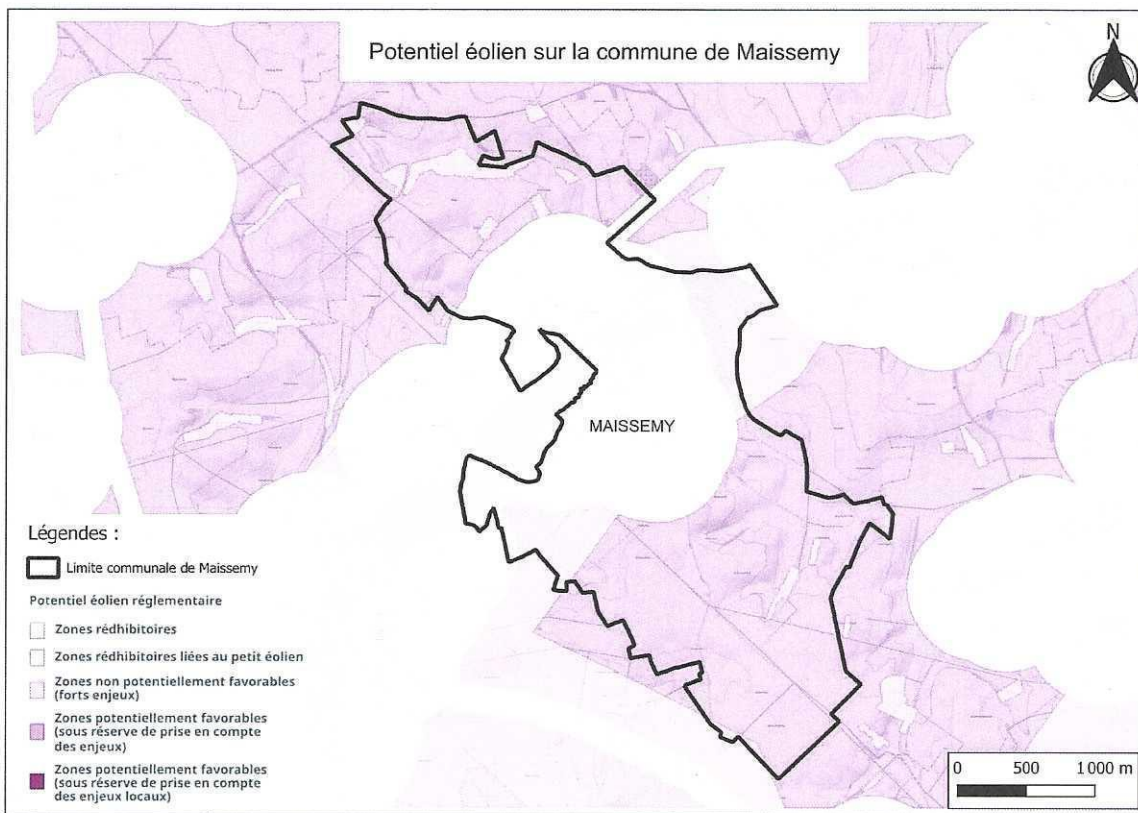 Potentiel éolien sur la commune de Maissemy
N
MAISSEMY
Légendes :
Limite communale de Maissemy
Potentiel éolien réglementaire
Zones rédhibitoires
Zones rédhibitoires liées au petit éolien
Zones non potentiellement favorables
(forts enjeux)
Zones potentiellement favorables
(sous réserve de prise en compte
des enjeux)
Zones potentiellement favorables
(sous réserve de prise en compte
des enjeux locaux)
0 500 1000 m